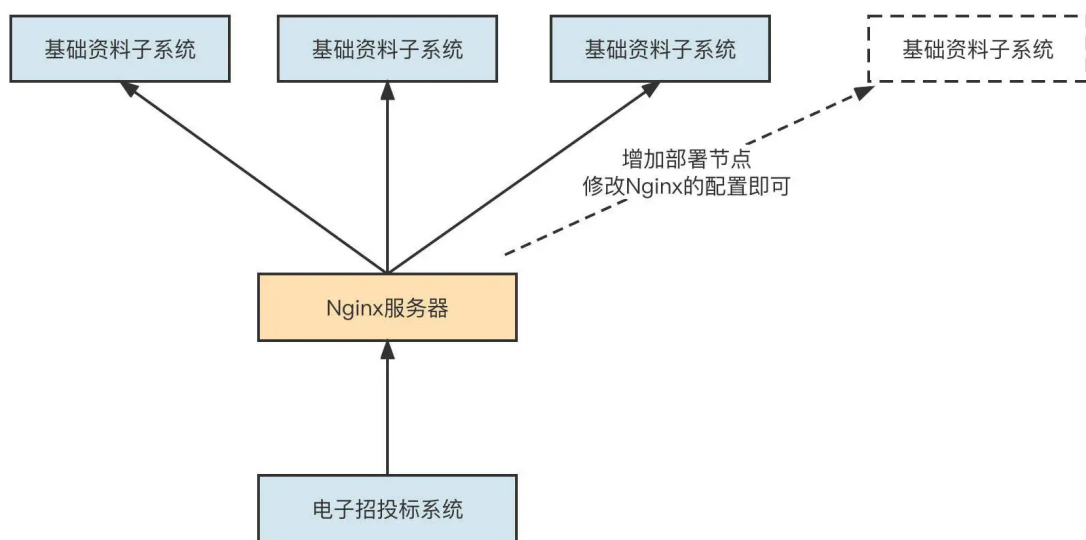 基础资料子系统
基础资料子系统
基础资料子系统
基础资料子系统
增加部署节点
修改Nginx的配置即可
Nginx服务器
电子招投标系统